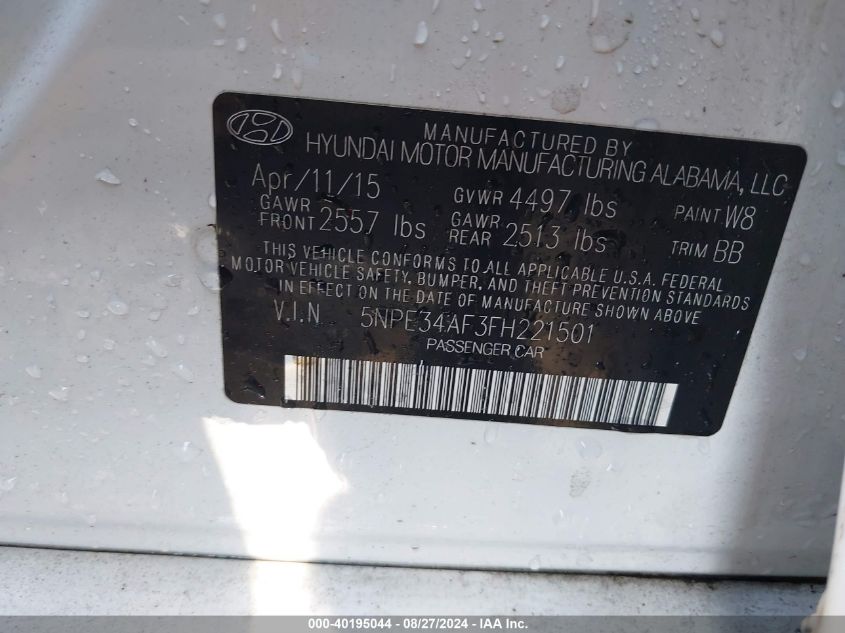 MANUFACTURED BY
HYUNDAI MOTOR MANUFACTURING ALABAMA, LLC
Apr/11/15 GVWR 4497 lbs PAINT W8
GAWR FRONT 2557 lbs GAWR REAR 2513 lbs TRIM BB
THIS VEHICLE CONFORMS TO ALL APPLICABLE U.S.A. FEDERAL
MOTOR VEHICLE SAFETY, BUMPER, AND THEFT PREVENTION STANDARDS
IN EFFECT ON THE DATE OF MANUFACTURE SHOWN ABOVE
V.I.N 5NPE34AF3FH221501
PASSENGER CAR
000-40195044 - 08/27/2024 - IAAI.COM